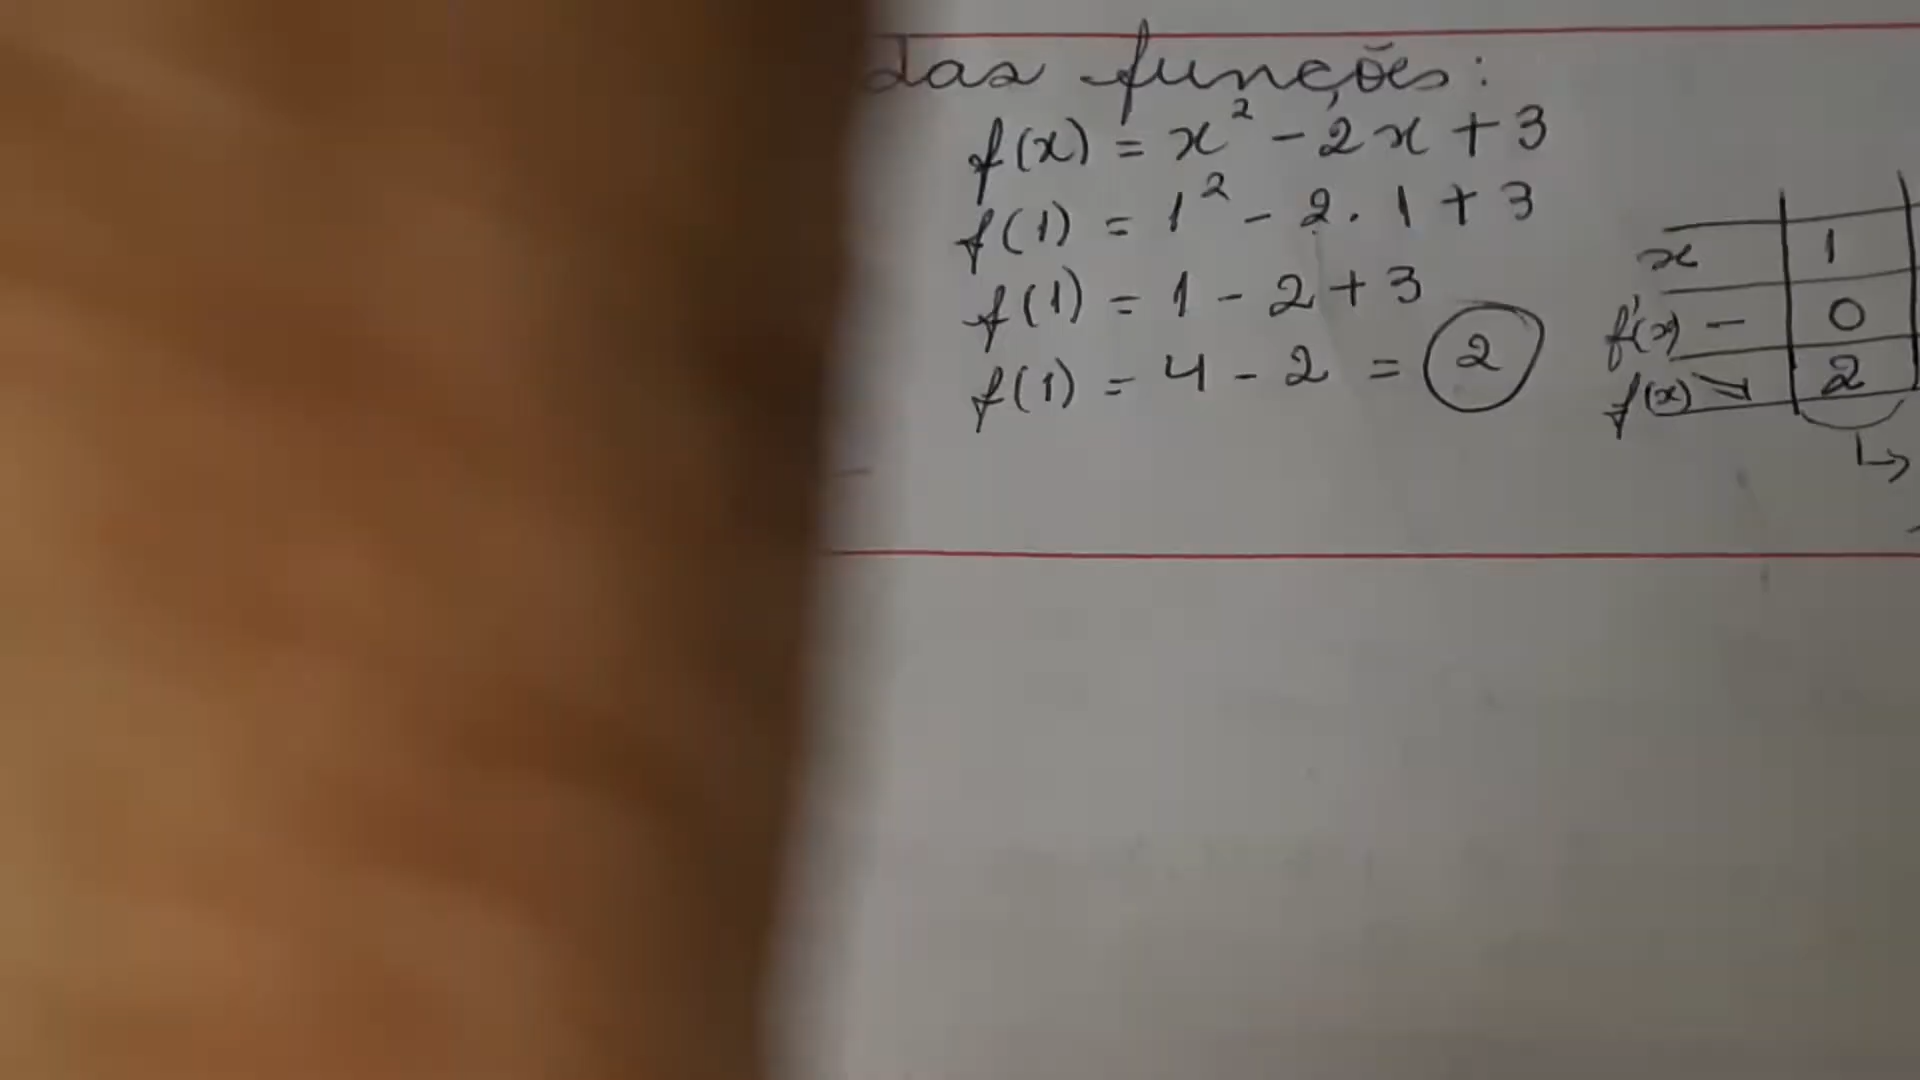 das funções:
f(x) = x² - 2x + 3
f(1) = 1² - 2 . 1 + 3
f(1) = 1 - 2 + 3
f(1) = 4 - 2 = 2
x 1
f'(x) - 0
f(x) ↘ 2
↳